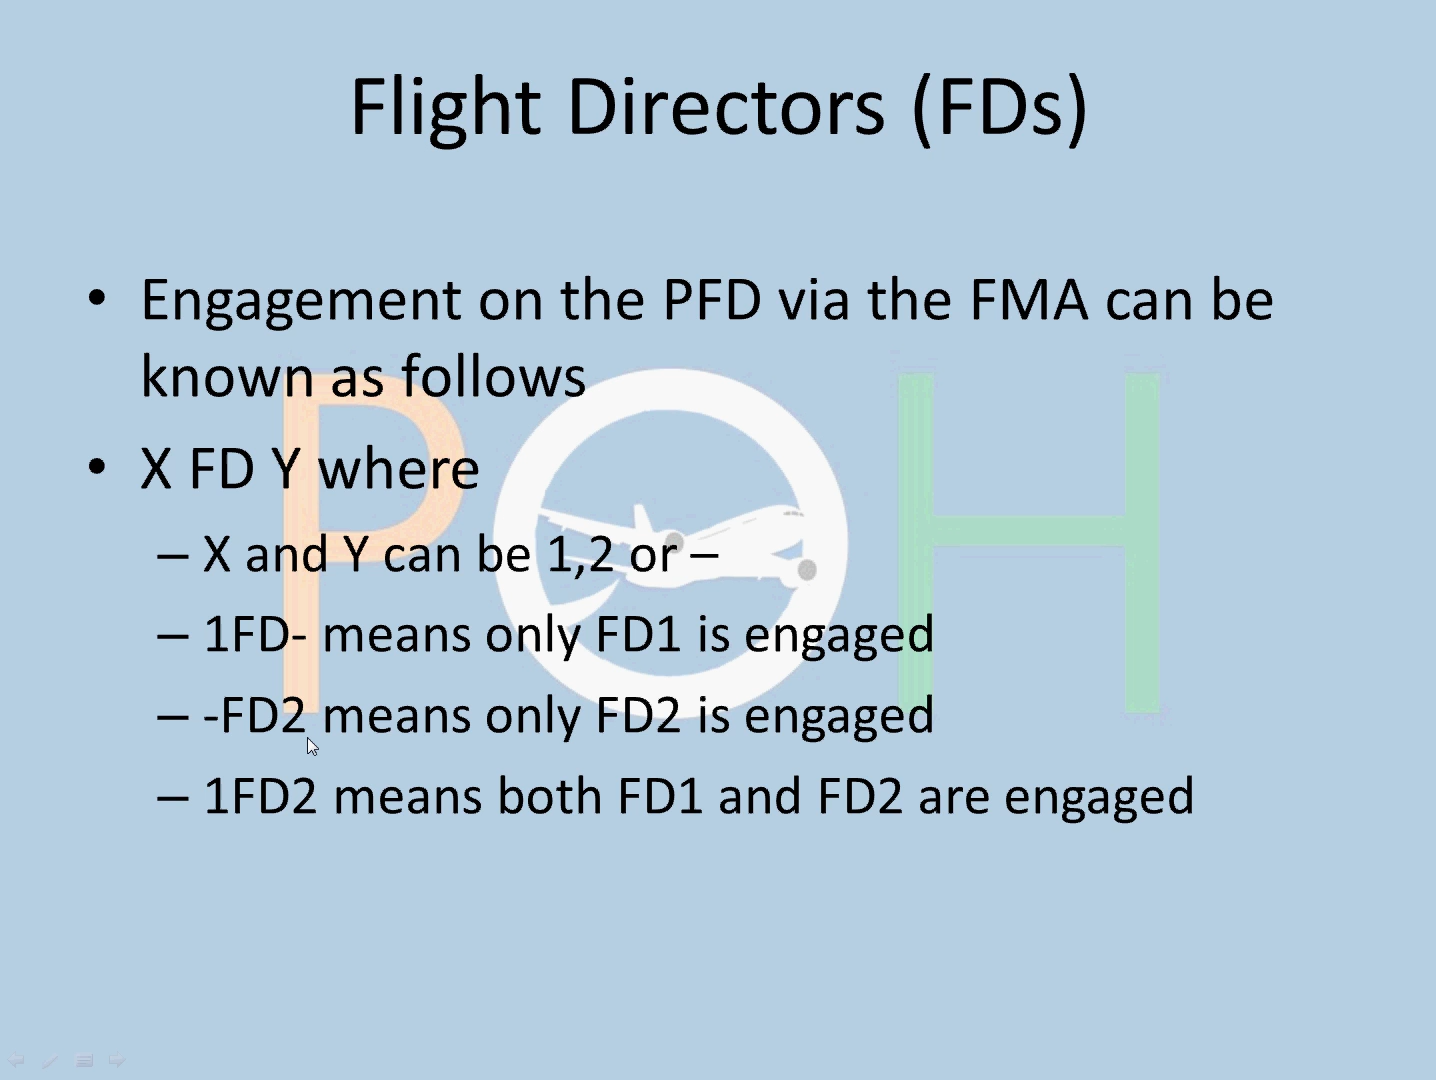 Flight Directors (FDs)
• Engagement on the PFD via the FMA can be
known as follows
• X FD Y where
– X and Y can be 1,2 or –
– 1FD- means only FD1 is engaged
– -FD2 means only FD2 is engaged
– 1FD2 means both FD1 and FD2 are engaged
POH